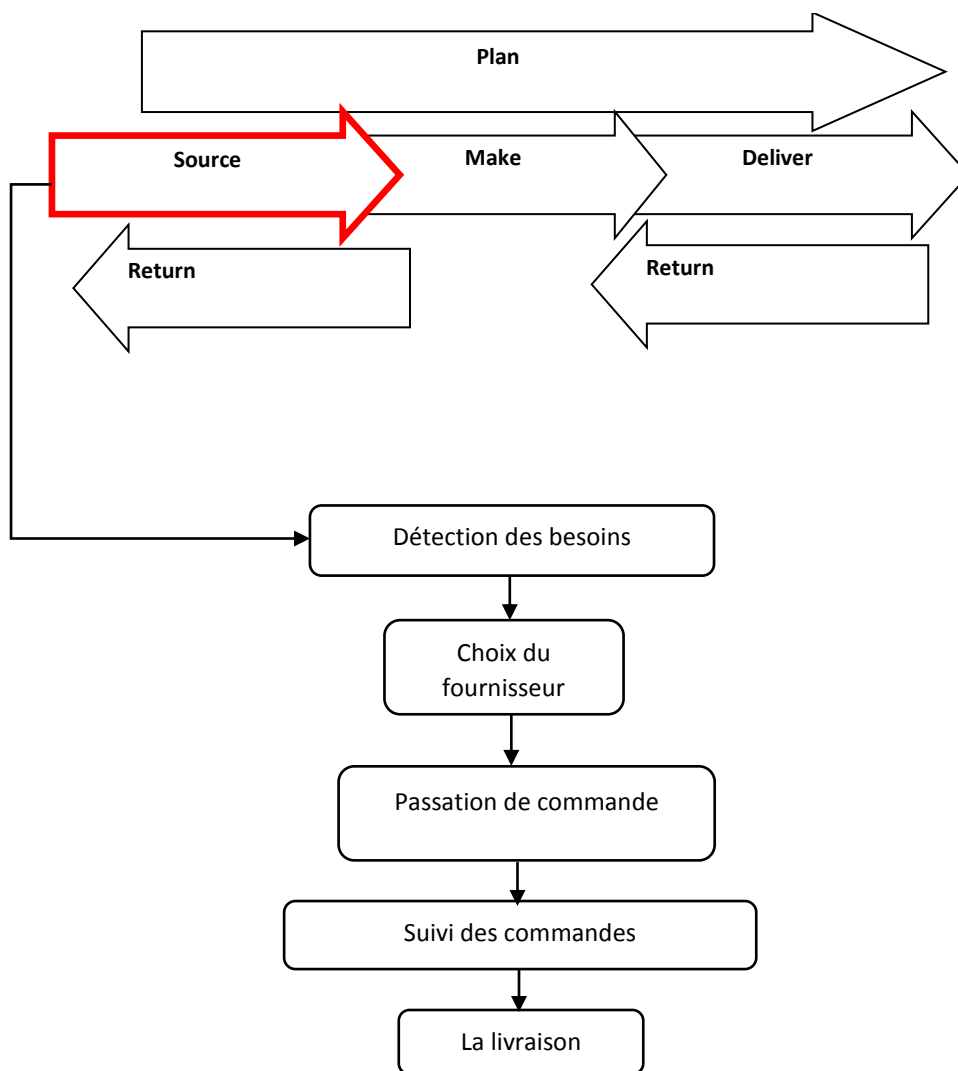 Plan
Source
Make
Deliver
Return
Return
Détection des besoins
Choix du
fournisseur
Passation de commande
Suivi des commandes
La livraison